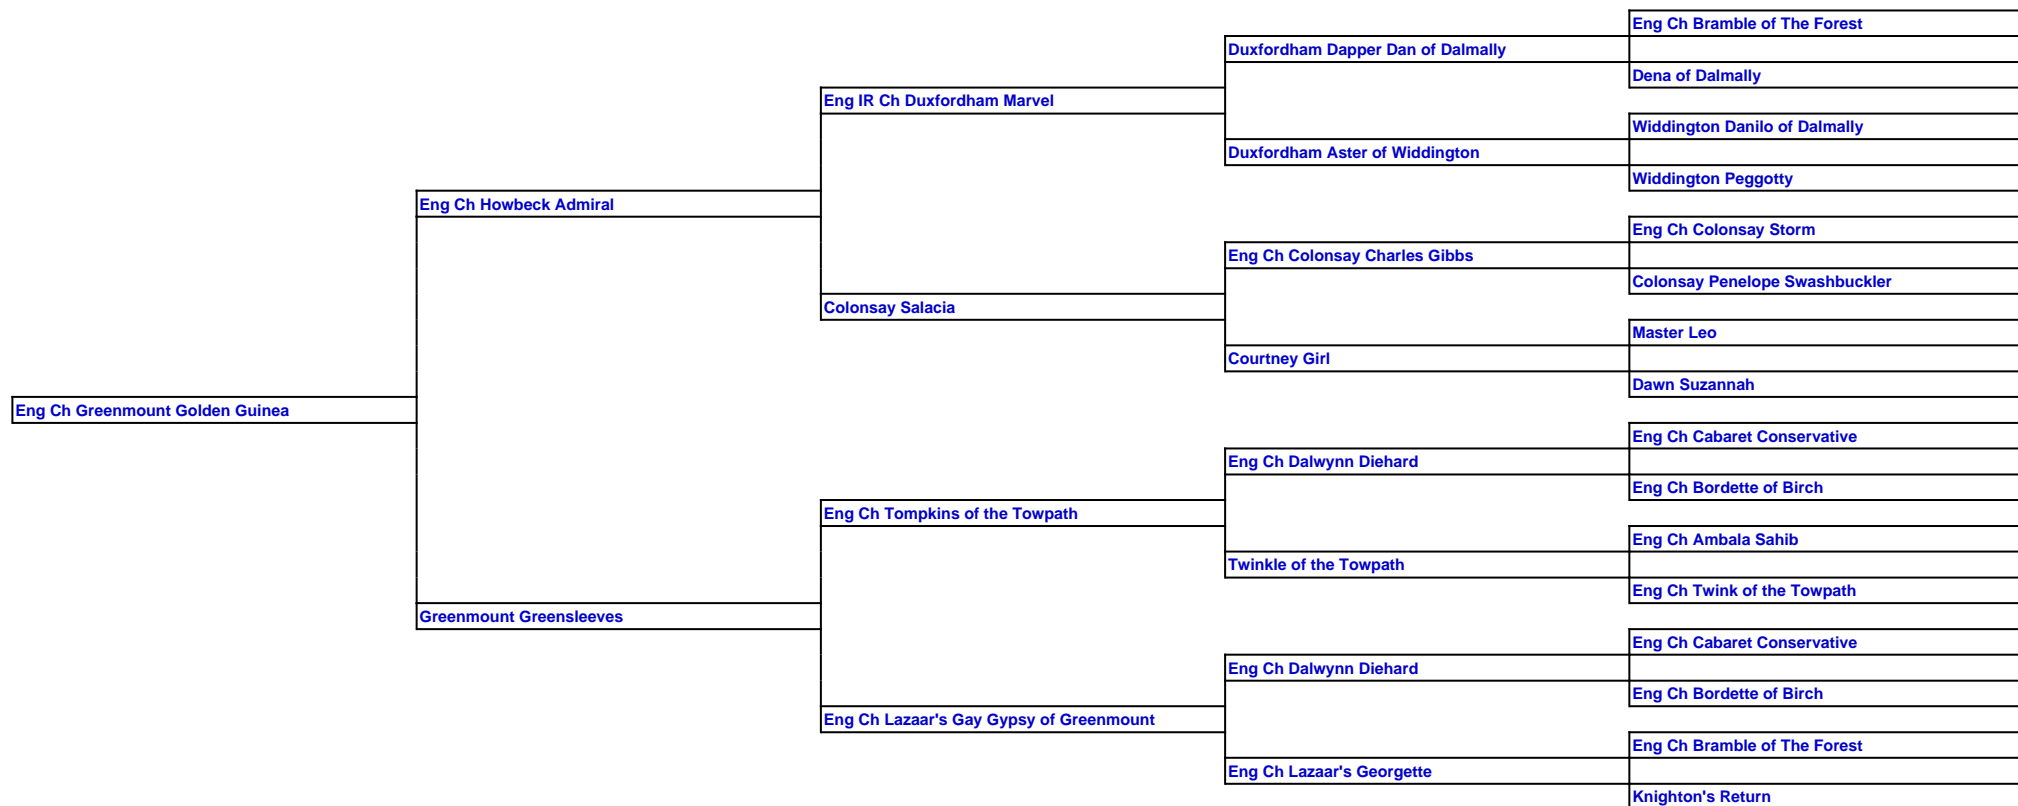 Eng Ch Bramble of The Forest
Duxfordham Dapper Dan of Dalmally
Dena of Dalmally
Eng IR Ch Duxfordham Marvel
Widdington Danilo of Dalmally
Duxfordham Aster of Widdington
Widdington Peggotty
Eng Ch Howbeck Admiral
Eng Ch Colonsay Storm
Eng Ch Colonsay Charles Gibbs
Colonsay Penelope Swashbuckler
Colonsay Salacia
Master Leo
Courtney Girl
Dawn Suzannah
Eng Ch Greenmount Golden Guinea
Eng Ch Cabaret Conservative
Eng Ch Dalwynn Diehard
Eng Ch Bordette of Birch
Eng Ch Tompkins of the Towpath
Eng Ch Ambala Sahib
Twinkle of the Towpath
Eng Ch Twink of the Towpath
Greenmount Greensleeves
Eng Ch Cabaret Conservative
Eng Ch Dalwynn Diehard
Eng Ch Bordette of Birch
Eng Ch Lazaar's Gay Gypsy of Greenmount
Eng Ch Bramble of The Forest
Eng Ch Lazaar's Georgette
Knighton's Return